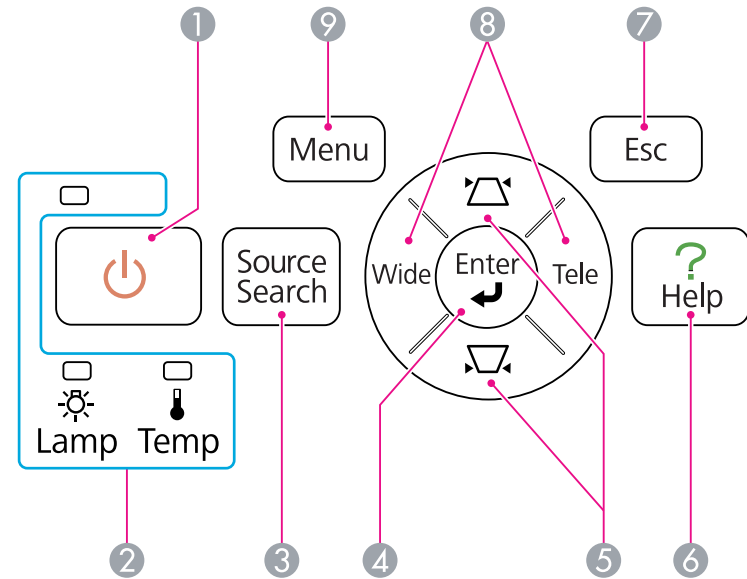 1
9
8
7
Menu
Esc
Source
Search
Wide
Enter
Tele
?
Help
Lamp
Temp
2
3
4
5
6